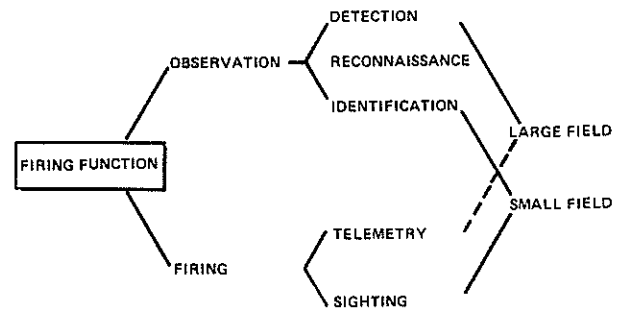 DETECTION
OBSERVATION
RECONNAISSANCE
IDENTIFICATION
LARGE FIELD
FIRING FUNCTION
SMALL FIELD
TELEMETRY
FIRING
SIGHTING